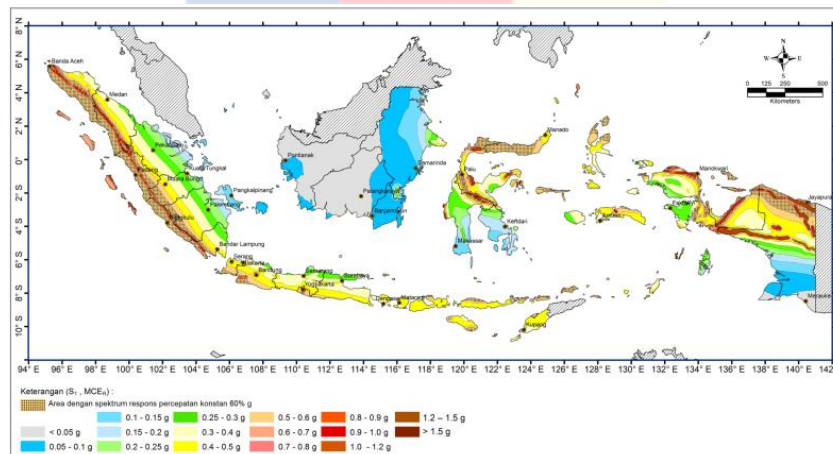 8° N
6° N
4° N
2° N
0°
2° S
4° S
6° S
8° S
10° S
Banda Aceh
Medan
Manado
Pontianak
Samarinda
Palu
Manokwari
Jayapura
Padang
Muara Bungo
Kuala Tungkal
Pangkalpinang
Palangkaraya
Palembang
Bengkulu
Banjarmasin
Kendari
Ambon
Makassar
Bandar Lampung
Serang
Jakarta
Bandung
Semarang
Surabaya
Yogyakarta
Denpasar
Mataram
Merauke
Kupang
N
W
E
S
0 125 250 500
Kilometers
94° E 96° E 98° E 100° E 102° E 104° E 106° E 108° E 110° E 112° E 114° E 116° E 118° E 120° E 122° E 124° E 126° E 128° E 130° E 132° E 134° E 136° E 138° E 140° E
Keterangan (S₁ , MCER) :
Area dengan spektrum respons percepatan konstan 60% g
0.1 - 0.15 g 0.25 - 0.3 g 0.5 - 0.6 g 0.8 - 0.9 g 1.2 – 1.5 g
< 0.05 g 0.15 - 0.2 g 0.3 - 0.4 g 0.6 - 0.7 g 0.9 - 1.0 g > 1.5 g
0.05 - 0.1 g 0.2 - 0.25 g 0.4 - 0.5 g 0.7 - 0.8 g 1.0 - 1.2 g